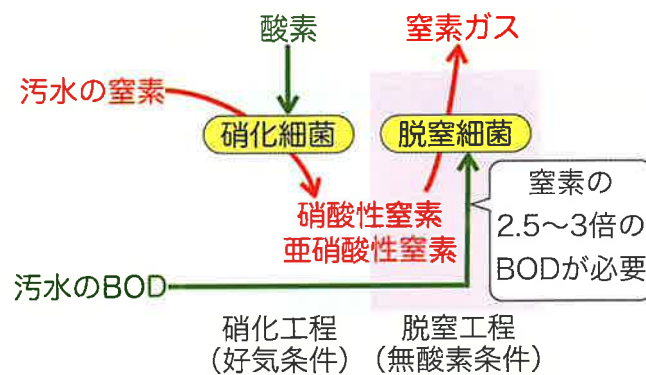 酸素
窒素ガス
汚水の窒素
硝化細菌
脱窒細菌
硝酸性窒素
亜硝酸性窒素
窒素の
2.5〜3倍の
BODが必要
汚水のBOD
硝化工程
（好気条件）
脱窒工程
（無酸素条件）